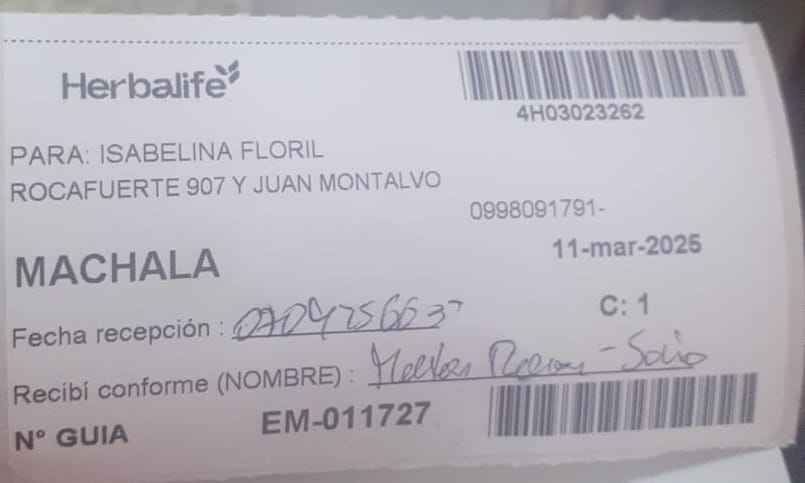 Herbalife
4H03023262
PARA: ISABELINA FLORIL
ROCAFUERTE 907 Y JUAN MONTALVO
0998091791-
MACHALA
11-mar-2025
Fecha recepción : 0704256637
C: 1
Recibí conforme (NOMBRE) :
N° GUIA EM-011727